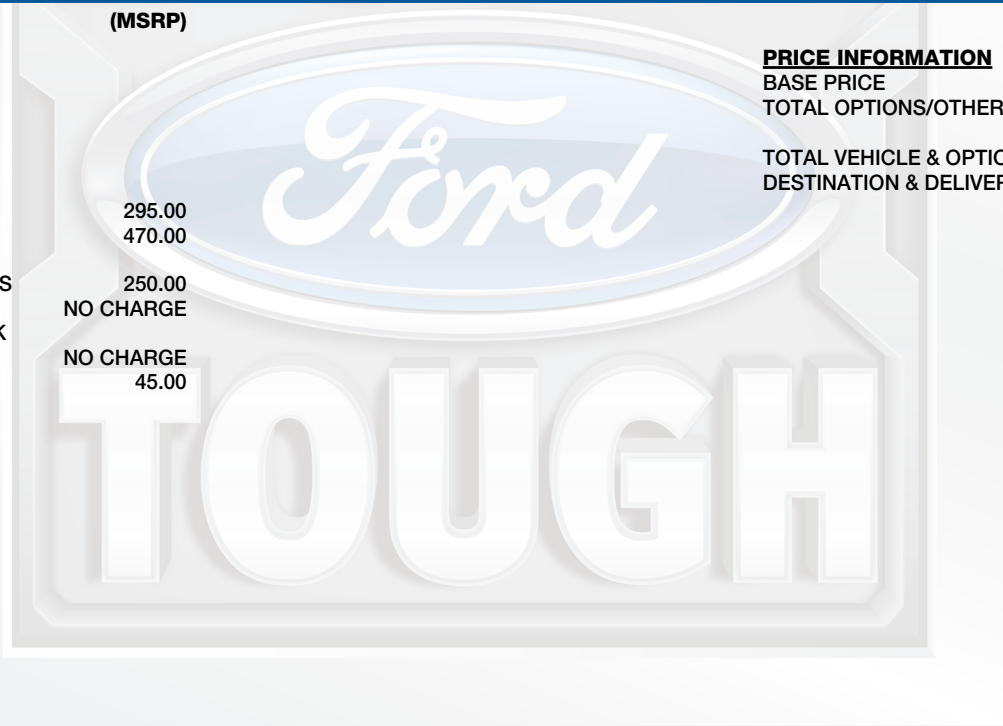 (MSRP)
295.00
470.00
S 250.00
NO CHARGE
K
NO CHARGE
45.00
PRICE INFORMATION
BASE PRICE
TOTAL OPTIONS/OTHER
TOTAL VEHICLE & OPTIO
DESTINATION & DELIVER
Ford
TOUGH